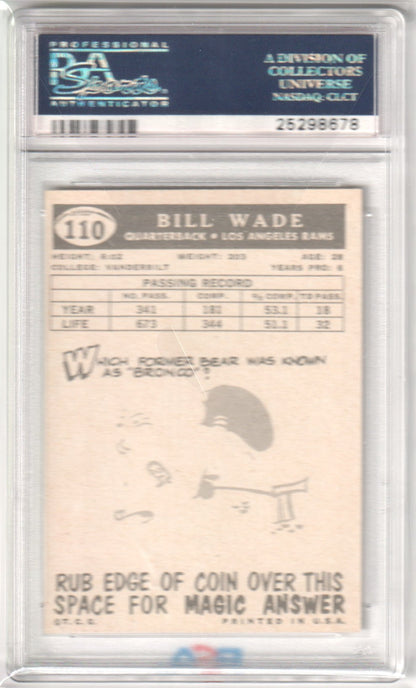 PROFESSIONAL
PSA
Sports
AUTHENTICATOR
A DIVISION OF
COLLECTORS
UNIVERSE
NASDAQ: CLCT
25298678
110
BILL WADE
QUARTERBACK • LOS ANGELES RAMS
HEIGHT: 6:02 WEIGHT: 203 AGE: 28
COLLEGE: VANDERBILT YEARS PRO: 6
PASSING RECORD
NO. PASS. COMP. % COMP. TD PASS.
YEAR 341 181 53.1 18
LIFE 673 344 51.1 32
WHICH FORMER BEAR WAS KNOWN
AS "BRONCO"?
RUB EDGE OF COIN OVER THIS
SPACE FOR MAGIC ANSWER
©T.C.G. PRINTED IN U.S.A.